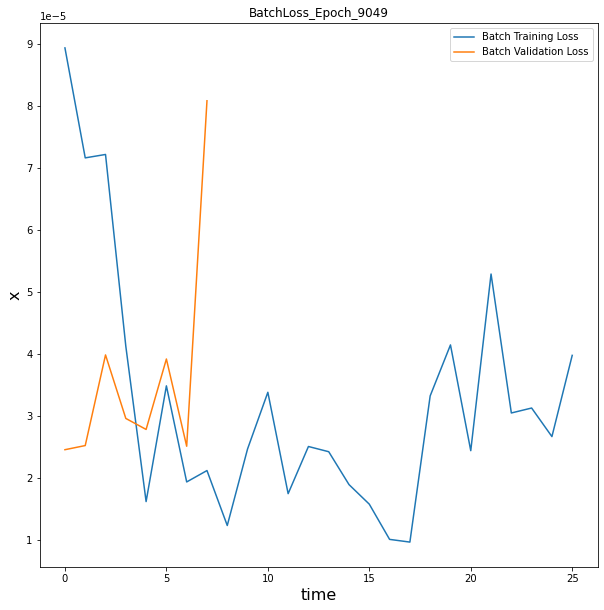 BatchLoss_Epoch_9049
1e−5
Batch Training Loss
Batch Validation Loss
9
8
7
6
5
4
3
2
1
x
0 5 10 15 20 25
time